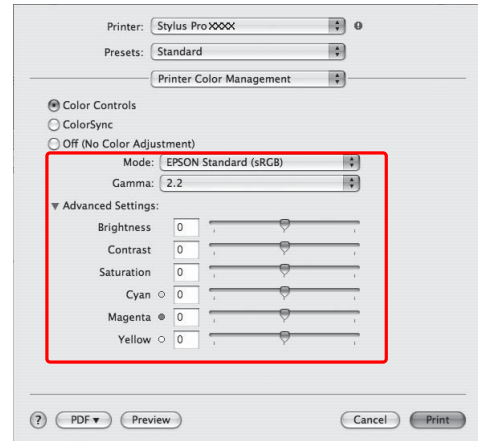 Printer: Stylus Pro XXXX
Presets: Standard
Printer Color Management
Color Controls
ColorSync
Off (No Color Adjustment)
Mode: EPSON Standard (sRGB)
Gamma: 2.2
Advanced Settings:
Brightness 0
Contrast 0
Saturation 0
Cyan 0
Magenta 0
Yellow 0
? PDF Preview Cancel Print